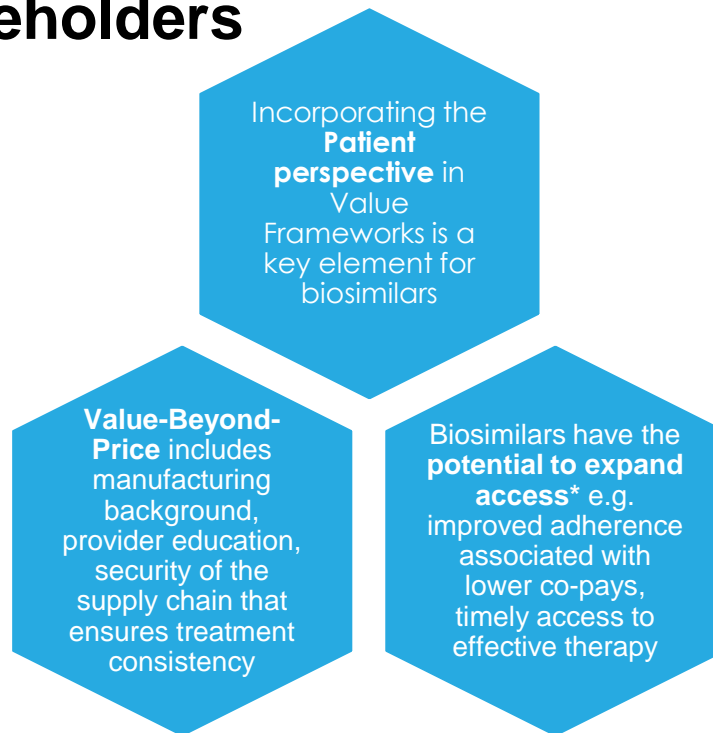 eholders
Incorporating the
Patient
perspective in
Value
Frameworks is a
key element for
biosimilars
Value-Beyond-
Price includes
manufacturing
background,
provider education,
security of the
supply chain that
ensures treatment
consistency
Biosimilars have the
potential to expand
access* e.g.
improved adherence
associated with
lower co-pays,
timely access to
effective therapy